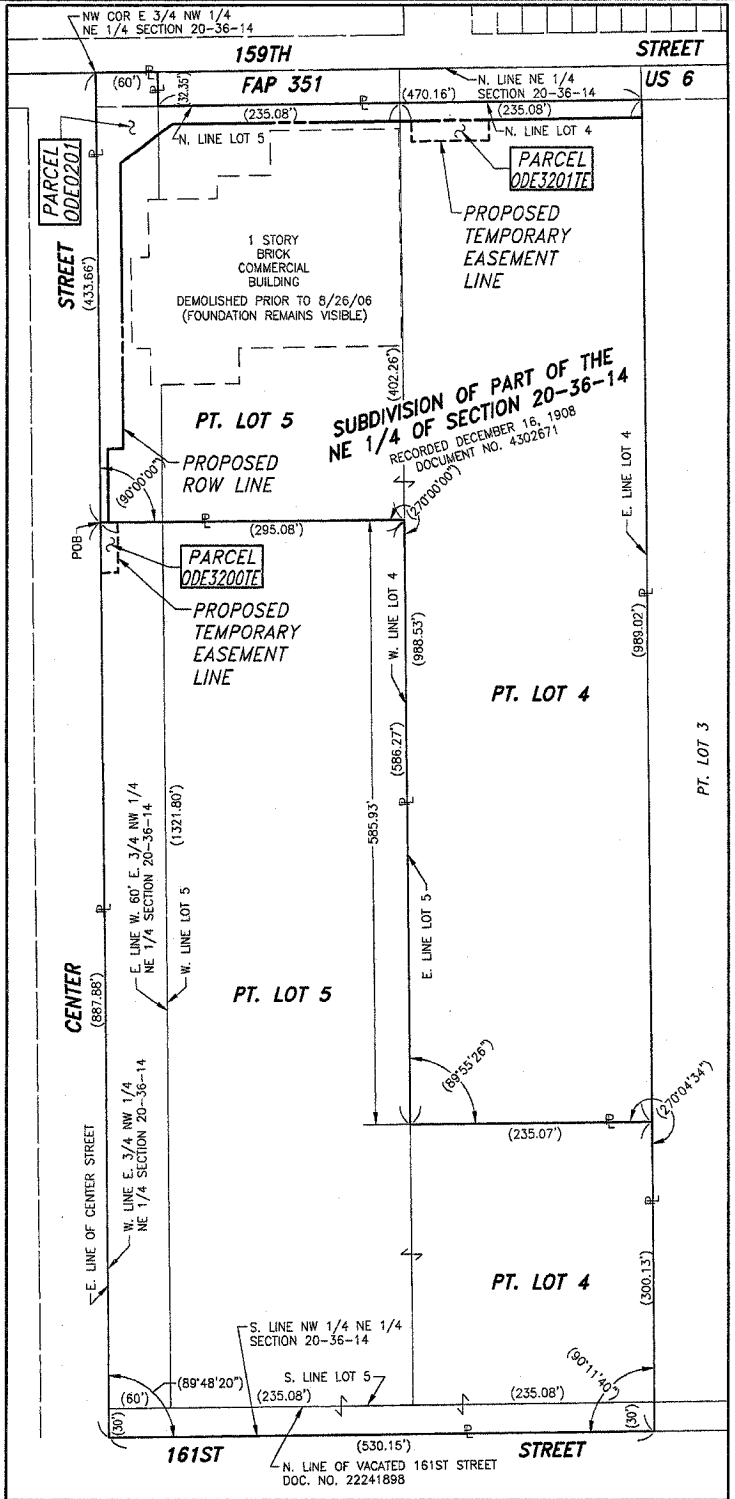 NW COR E 3/4 NW 1/4
NE 1/4 SECTION 20-36-14
159TH
STREET
(60')
FAP 351
N. LINE NE 1/4
SECTION 20-36-14
US 6
(32.35')
(470.16')
(235.08')
(235.08')
N. LINE LOT 5
N. LINE LOT 4
PARCEL
0DE0201
PARCEL
0DE3201TE
PROPOSED
TEMPORARY
EASEMENT
LINE
1 STORY
BRICK
COMMERCIAL
BUILDING
DEMOLISHED PRIOR TO 8/26/06
(FOUNDATION REMAINS VISIBLE)
STREET
(433.66')
(402.26')
SUBDIVISION OF PART OF THE
NE 1/4 OF SECTION 20-36-14
RECORDED DECEMBER 16, 1908
DOCUMENT NO. 4302671
PT. LOT 5
PROPOSED
ROW LINE
(90°00'00")
(270°00'00")
E. LINE LOT 4
POB
(295.08')
PARCEL
0DE3200TE
PROPOSED
TEMPORARY
EASEMENT
LINE
W. LINE LOT 4
(988.53')
(989.02')
PT. LOT 4
PT. LOT 3
(586.27')
585.93'
(1321.80')
E. LINE W. 60' E. 3/4 NW 1/4
NE 1/4 SECTION 20-36-14
W. LINE LOT 5
E. LINE LOT 5
CENTER
(887.88')
PT. LOT 5
(89°55'26")
(270°04'34")
(235.07')
E. LINE OF CENTER STREET
W. LINE E. 3/4 NW 1/4
NE 1/4 SECTION 20-36-14
PT. LOT 4
(300.13')
S. LINE NW 1/4 NE 1/4
SECTION 20-36-14
(89°48'20")
S. LINE LOT 5
(90°11'40")
(60')
(235.08')
(235.08')
(30')
(30')
161ST
(530.15')
STREET
N. LINE OF VACATED 161ST STREET
DOC. NO. 22241898